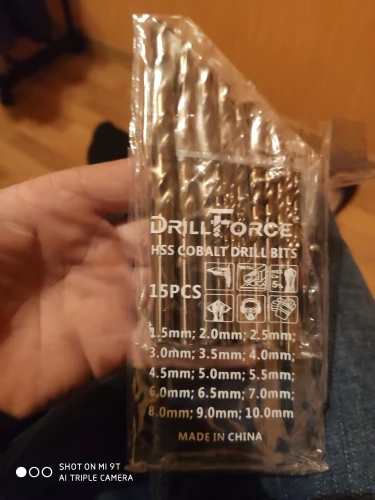 DRILLFORCE
HSS COBALT DRILL BITS
15PCS
1.5mm; 2.0mm; 2.5mm;
3.0mm; 3.5mm; 4.0mm;
4.5mm; 5.0mm; 5.5mm;
6.0mm; 6.5mm; 7.0mm;
8.0mm; 9.0mm; 10.0mm
MADE IN CHINA
SHOT ON MI 9T
AI TRIPLE CAMERA